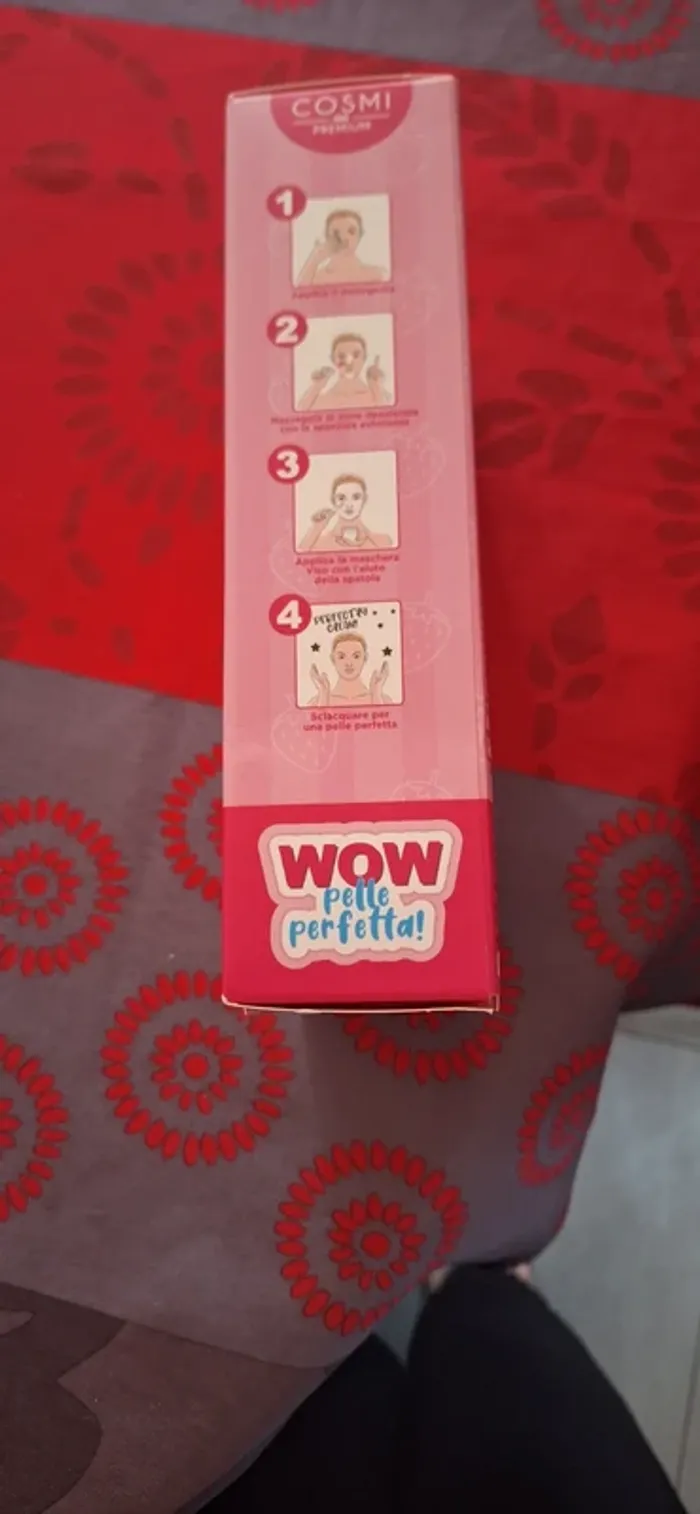 COSMI
PREMIUM
1
Applica il detergente
2
Massaggia le zone desiderate
con la spazzola esfoliante
3
Applica la maschera
Viso con l'aiuto
della spatola
4
Sciacquare per
una pelle perfetta
WOW
pelle
perfetta!